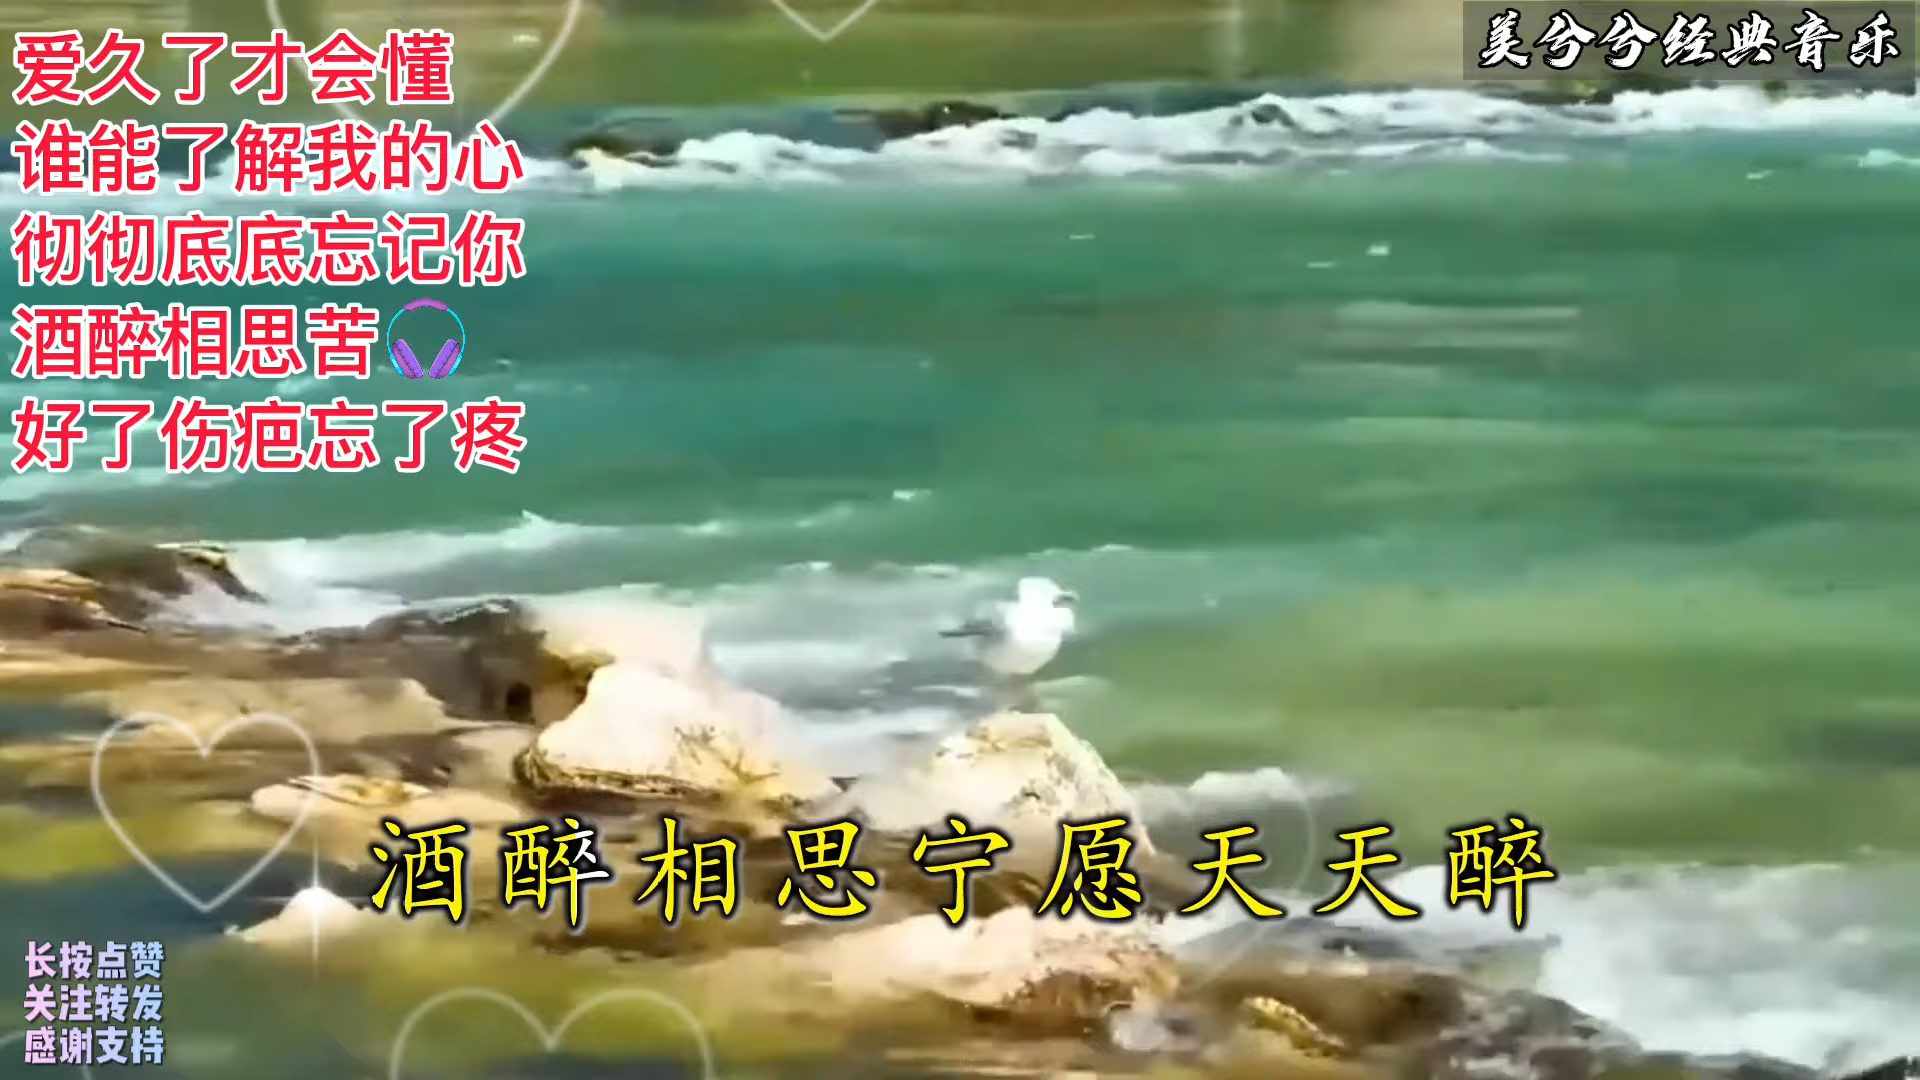 美兮兮经典音乐
爱久了才会懂
谁能了解我的心
彻彻底底忘记你
酒醉相思苦
好了伤疤忘了疼
酒醉相思宁愿天天醉
长按点赞
关注转发
感谢支持